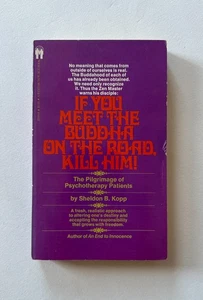 No meaning that comes from
outside of ourselves is real.
The Buddhahood of each of
us has already been obtained.
We need only recognize
it. Thus the Zen Master
warns his disciple:
IF YOU
MEET THE
BUDDHA
ON THE ROAD,
KILL HIM!
The Pilgrimage of
Psychotherapy Patients
by Sheldon B. Kopp
A fresh, realistic approach
to altering one's destiny and
accepting the responsibility
that grows with freedom.
Author of An End to Innocence